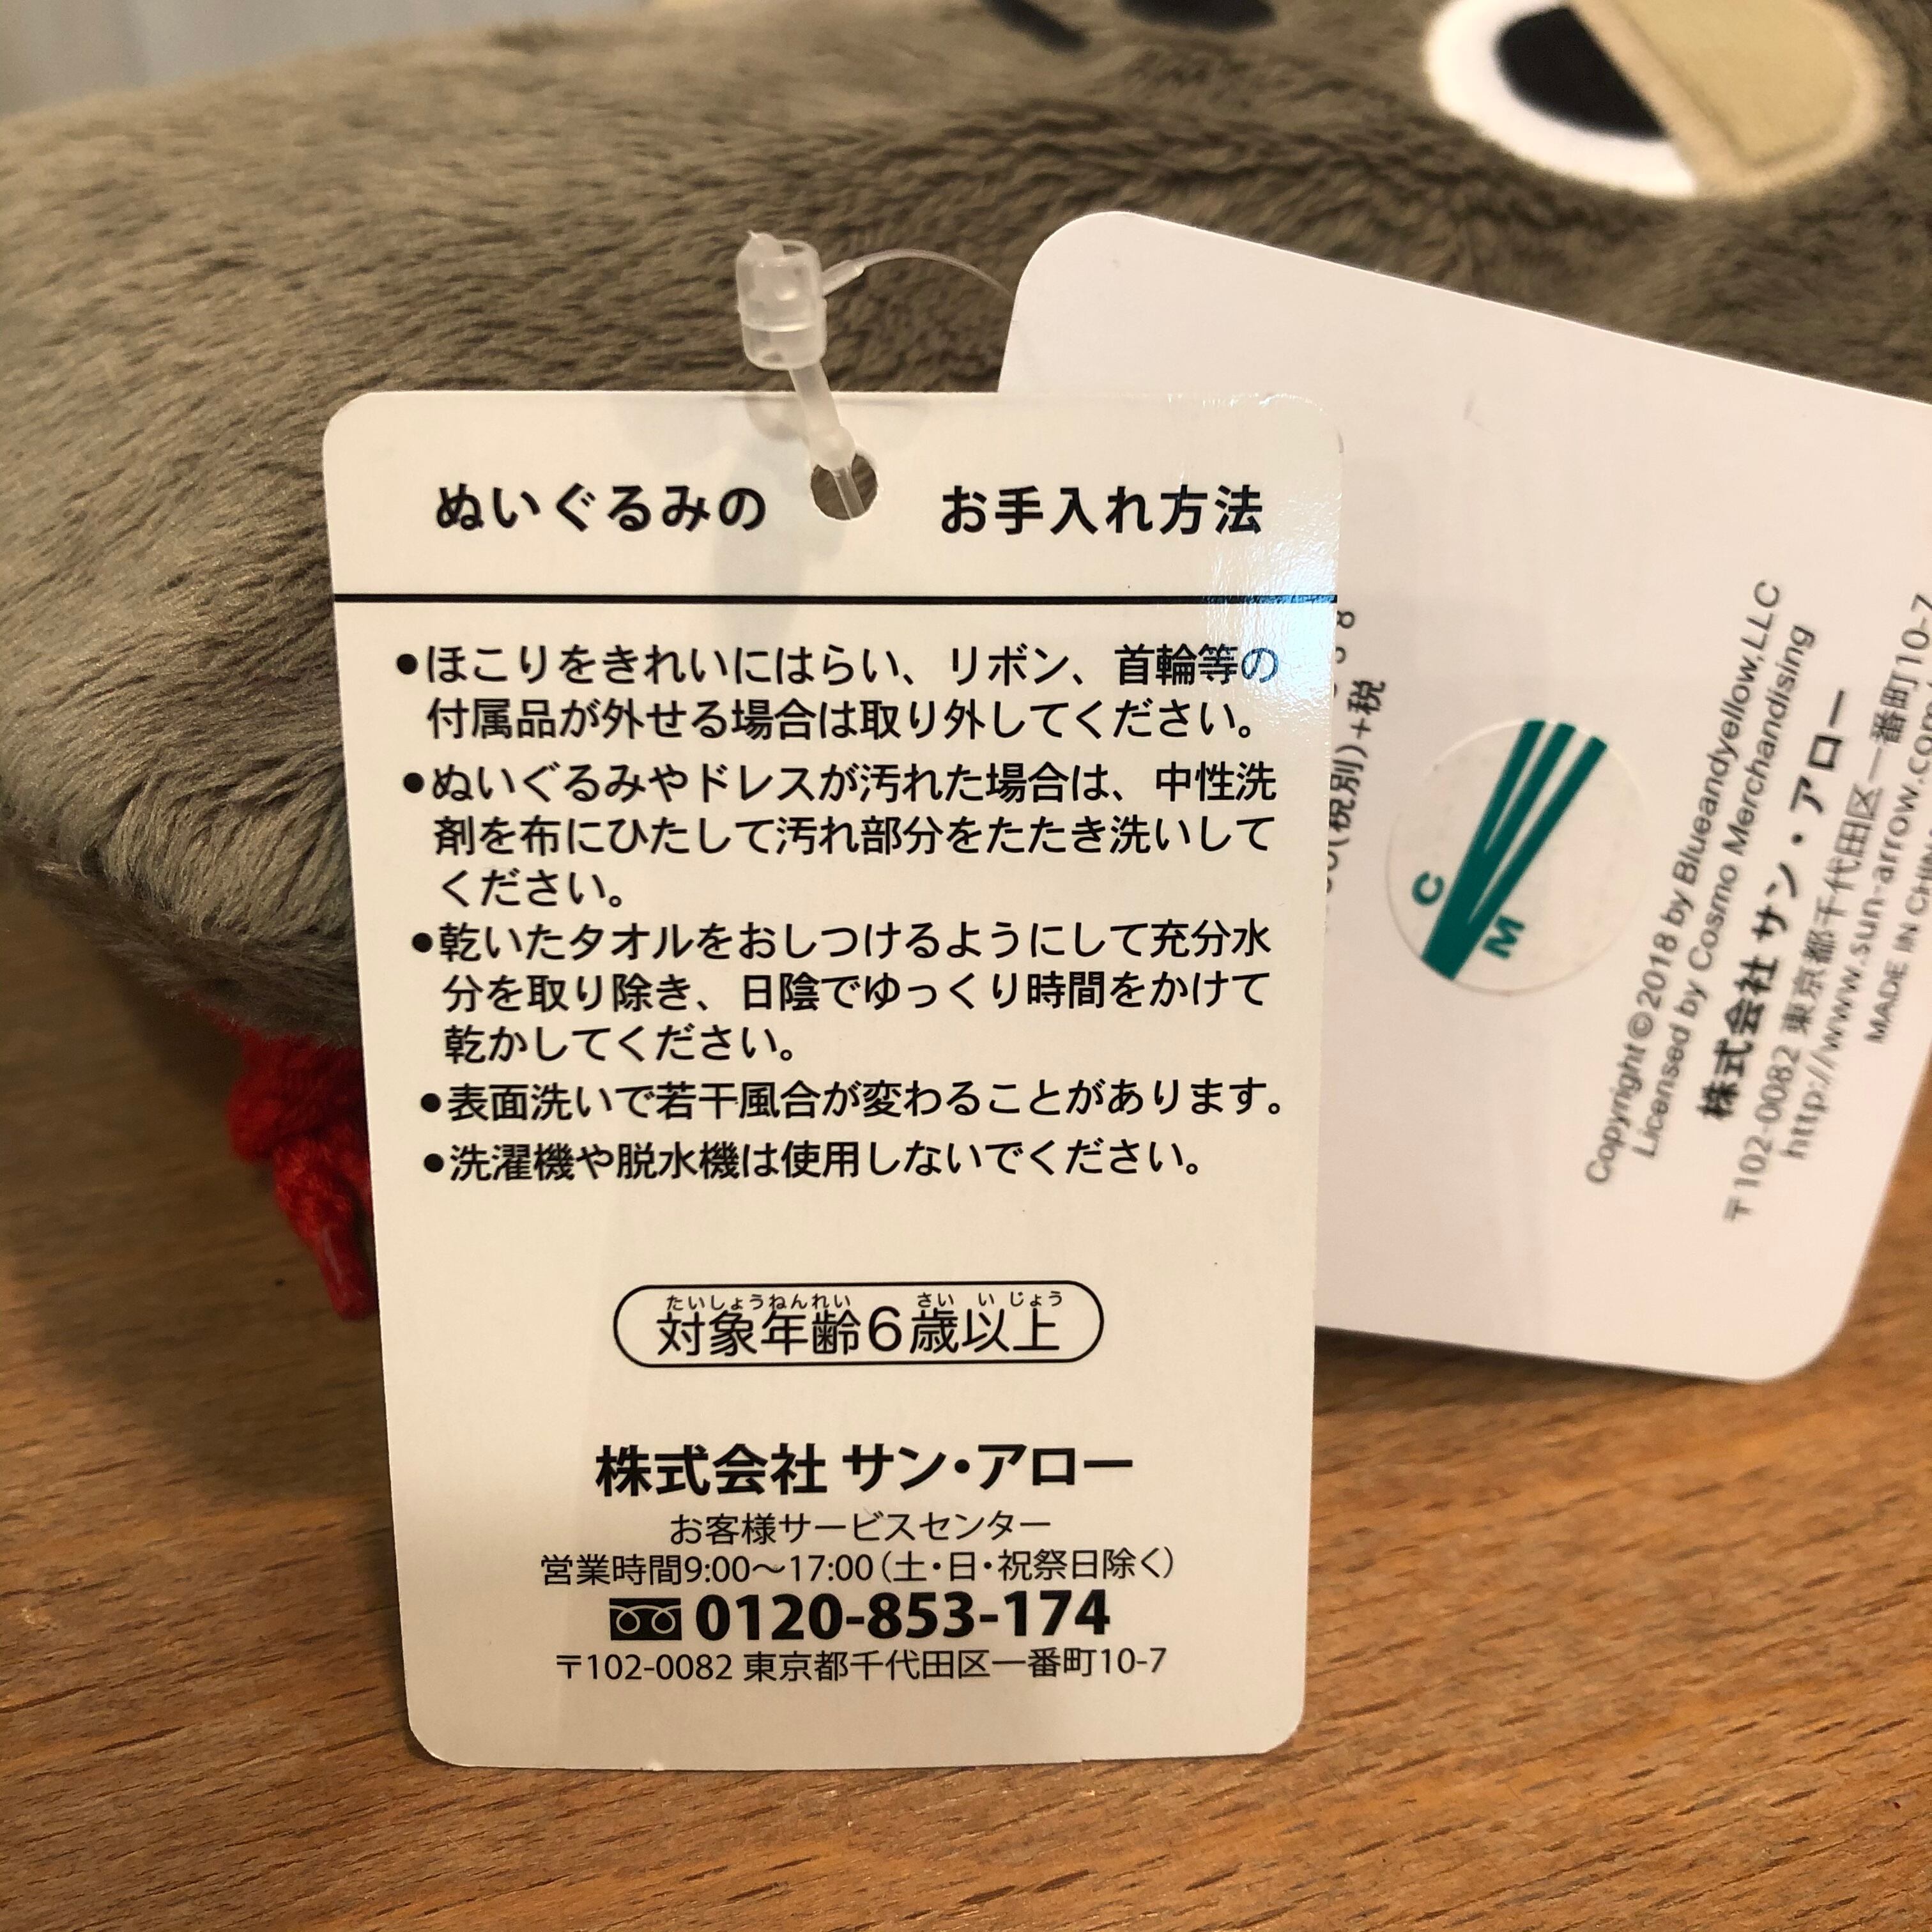 ぬいぐるみの お手入れ方法
●ほこりをきれいにはらい、リボン、首輪等の
付属品が外せる場合は取り外してください。
●ぬいぐるみやドレスが汚れた場合は、中性洗
剤を布にひたして汚れ部分をたたき洗いして
ください。
●乾いたタオルをおしつけるようにして充分水
分を取り除き、日陰でゆっくり時間をかけて
乾かしてください。
●表面洗いで若干風合が変わることがあります。
●洗濯機や脱水機は使用しないでください。
たいしょうねんれい さい い じょう
対象年齢6歳以上
株式会社 サン・アロー
お客様サービスセンター
営業時間9:00～17:00(土・日・祝祭日除く)
0120-853-174
〒102-0082 東京都千代田区一番町10-7
(税別)+税
C
M
Copyright©2018 by Blueandyellow,LLC
Licensed by Cosmo Merchandising
株式会社 サン・アロー
〒102-0082 東京都千代田区一番町10-7
http://www.sun-arrow.com
MADE IN